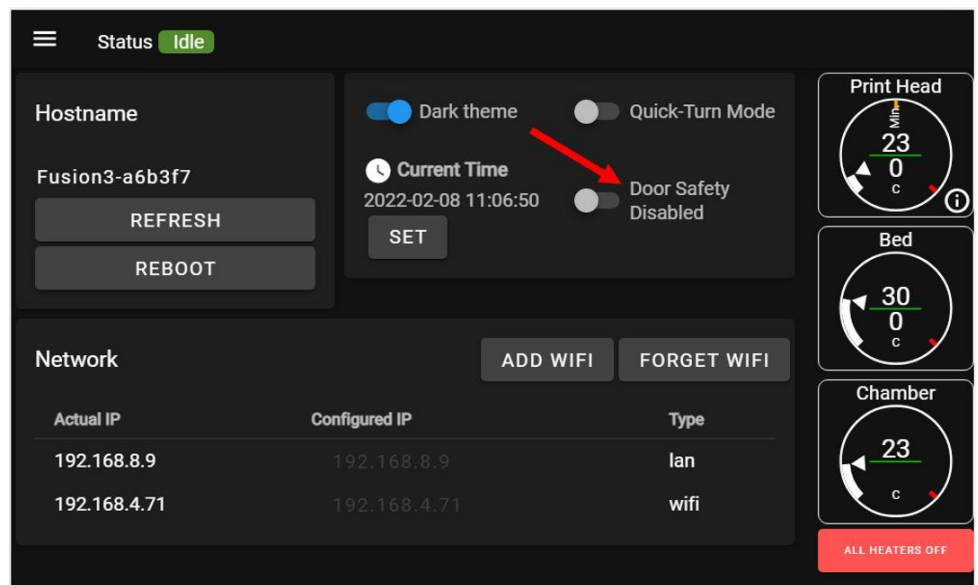 Status Idle
Hostname
Fusion3-a6b3f7
REFRESH
REBOOT
Dark theme
Quick-Turn Mode
Current Time
2022-02-08 11:06:50
SET
Door Safety
Disabled
Network
ADD WIFI
FORGET WIFI
Actual IP Configured IP Type
192.168.8.9 192.168.8.9 lan
192.168.4.71 192.168.4.71 wifi
Print Head
Min
23
0
c
Bed
30
0
c
Chamber
23
c
ALL HEATERS OFF